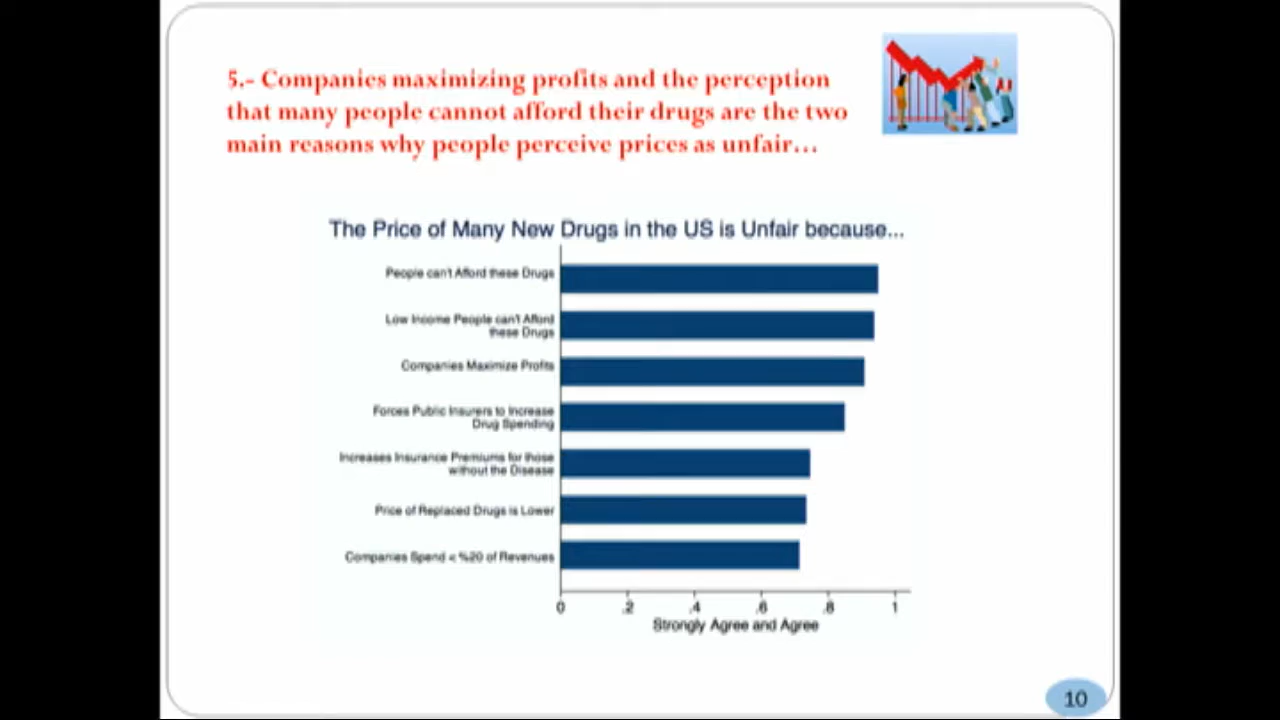 5.- Companies maximizing profits and the perception
that many people cannot afford their drugs are the two
main reasons why people perceive prices as unfair…
The Price of Many New Drugs in the US is Unfair because...
People can't Afford these Drugs
Low Income People can't Afford
these Drugs
Companies Maximize Profits
Forces Public Insurers to Increase
Drug Spending
Increases Insurance Premiums for those
without the Disease
Price of Replaced Drugs is Lower
Companies Spend < %20 of Revenues
0 .2 .4 .6 .8 1
Strongly Agree and Agree
10